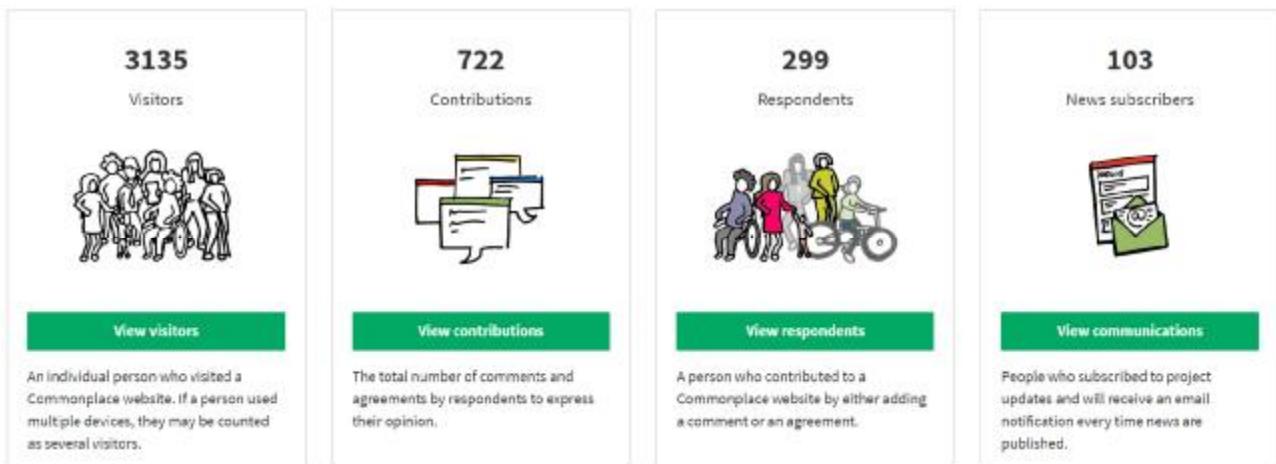 3135
Visitors
View visitors
An individual person who visited a
Commonplace website. If a person used
multiple devices, they may be counted
as several visitors.
722
Contributions
View contributions
The total number of comments and
agreements by respondents to express
their opinion.
299
Respondents
View respondents
A person who contributed to a
Commonplace website by either adding
a comment or an agreement.
103
News subscribers
View communications
People who subscribed to project
updates and will receive an email
notification every time news are
published.